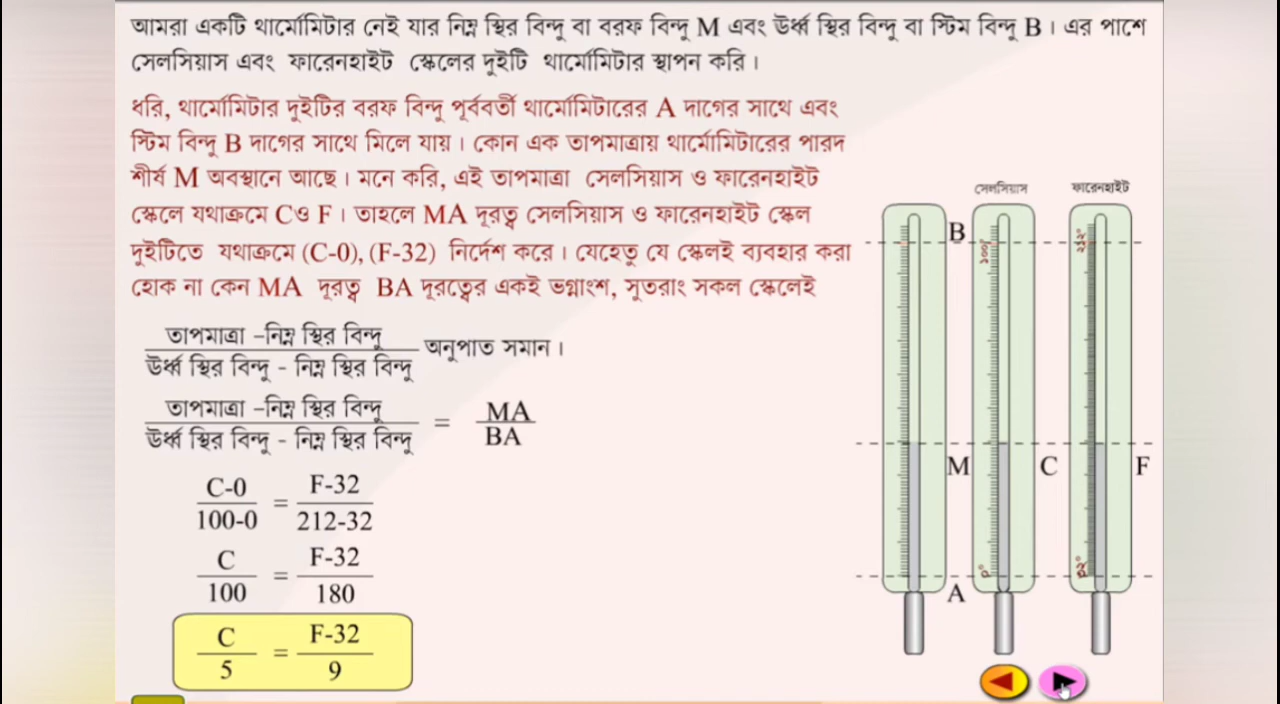 আমরা একটি থার্মোমিটার নেই যার নিম্ন স্থির বিন্দু বা বরফ বিন্দু M এবং উর্ধ্ব স্থির বিন্দু বা স্টিম বিন্দু B। এর পাশে
সেলসিয়াস এবং ফারেনহাইট স্কেলের দুইটি থার্মোমিটার স্থাপন করি।
ধরি, থার্মোমিটার দুইটির বরফ বিন্দু পূর্ববর্তী থার্মোমিটারের A দাগের সাথে এবং
স্টিম বিন্দু B দাগের সাথে মিলে যায়। কোন এক তাপমাত্রায় থার্মোমিটারের পারদ
শীর্ষ M অবস্থানে আছে। মনে করি, এই তাপমাত্রা সেলসিয়াস ও ফারেনহাইট
স্কেলে যথাক্রমে C ও F। তাহলে MA দূরত্ব সেলসিয়াস ও ফারেনহাইট স্কেল
দুইটিতে যথাক্রমে (C-0), (F-32) নির্দেশ করে। যেহেতু যে স্কেলই ব্যবহার করা
হোক না কেন MA দূরত্ব BA দূরত্বের একই ভগ্নাংশ, সুতরাং সকল স্কেলেই
তাপমাত্রা –নিম্ন স্থির বিন্দু
উর্ধ্ব স্থির বিন্দু - নিম্ন স্থির বিন্দু
অনুপাত সমান।
তাপমাত্রা –নিম্ন স্থির বিন্দু
উর্ধ্ব স্থির বিন্দু - নিম্ন স্থির বিন্দু
=
MA
BA
C-0 = F-32
100-0 212-32
C = F-32
100 180
C = F-32
5 9
সেলসিয়াস ফারেনহাইট
B ১০০° ২১২°
M C F
০° ৩২°
A